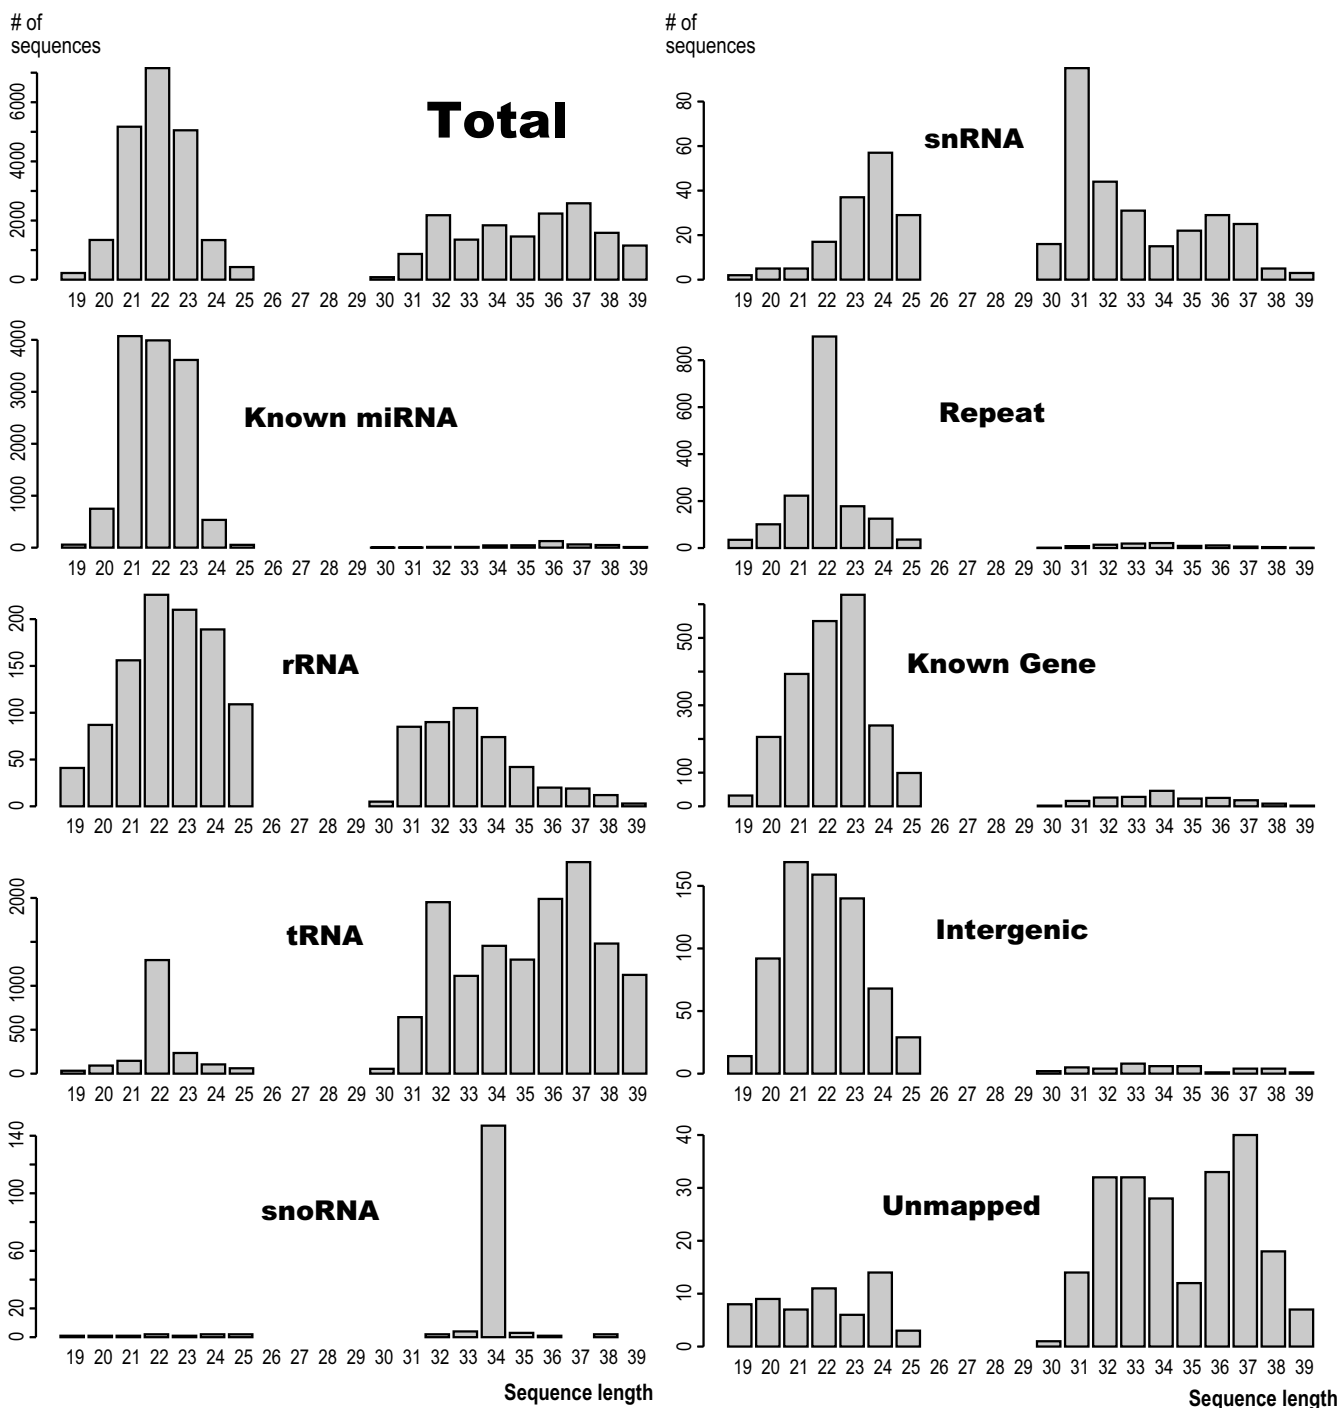 # of
sequences
Total
0 2000 4000 6000
19 20 21 22 23 24 25 26 27 28 29 30 31 32 33 34 35 36 37 38 39
Known miRNA
0 1000 2000 3000 4000
19 20 21 22 23 24 25 26 27 28 29 30 31 32 33 34 35 36 37 38 39
rRNA
0 50 100 150 200
19 20 21 22 23 24 25 26 27 28 29 30 31 32 33 34 35 36 37 38 39
tRNA
0 500 1000 2000
19 20 21 22 23 24 25 26 27 28 29 30 31 32 33 34 35 36 37 38 39
snoRNA
0 20 60 100 140
19 20 21 22 23 24 25 26 27 28 29 30 31 32 33 34 35 36 37 38 39
Sequence length
# of
sequences
snRNA
0 20 40 60 80
19 20 21 22 23 24 25 26 27 28 29 30 31 32 33 34 35 36 37 38 39
Repeat
0 200 400 600 800
19 20 21 22 23 24 25 26 27 28 29 30 31 32 33 34 35 36 37 38 39
Known Gene
0 100 300 500
19 20 21 22 23 24 25 26 27 28 29 30 31 32 33 34 35 36 37 38 39
Intergenic
0 50 100 150
19 20 21 22 23 24 25 26 27 28 29 30 31 32 33 34 35 36 37 38 39
Unmapped
0 10 20 30 40
19 20 21 22 23 24 25 26 27 28 29 30 31 32 33 34 35 36 37 38 39
Sequence length